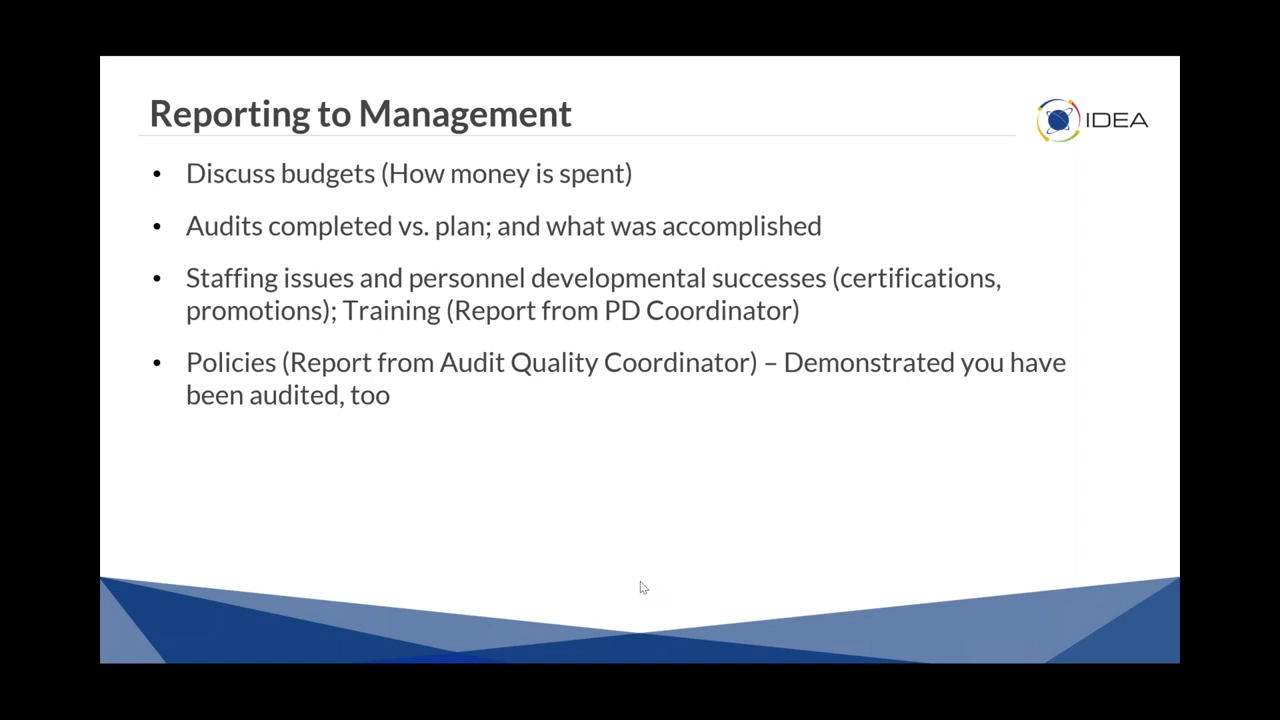 Reporting to Management
IDEA
• Discuss budgets (How money is spent)
• Audits completed vs. plan; and what was accomplished
• Staffing issues and personnel developmental successes (certifications,
promotions); Training (Report from PD Coordinator)
• Policies (Report from Audit Quality Coordinator) – Demonstrated you have
been audited, too